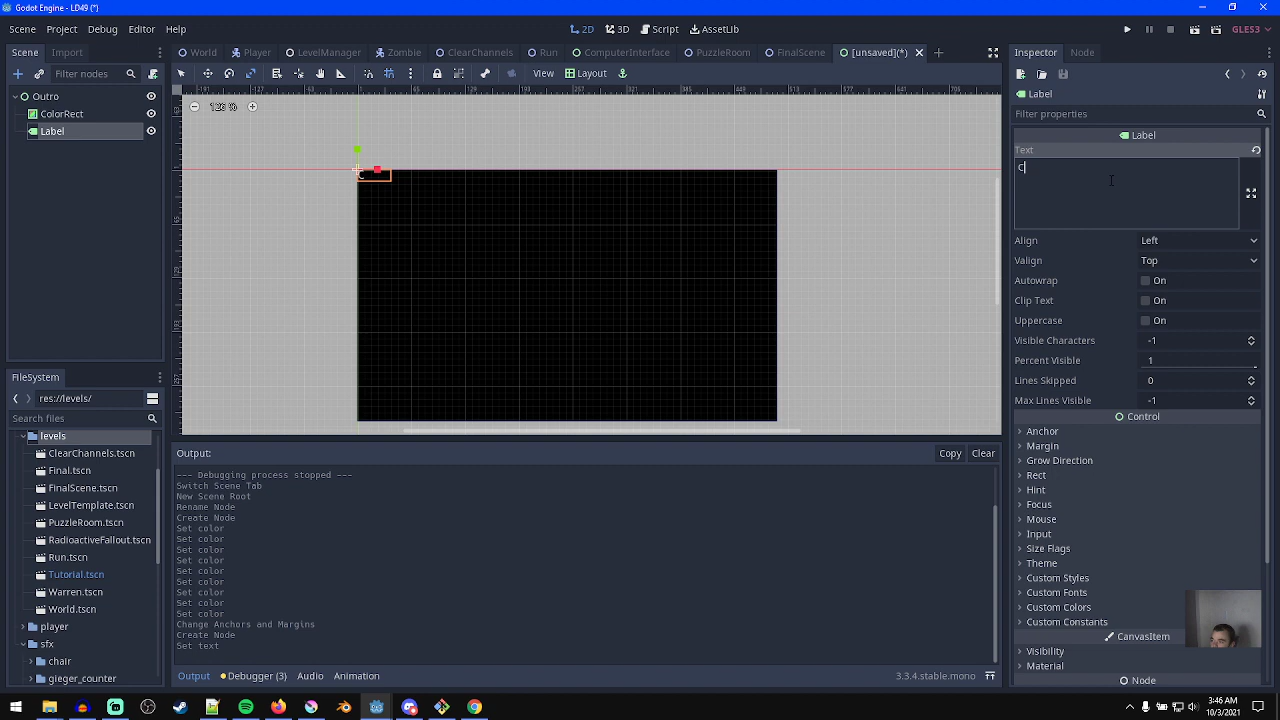 Godot Engine - LD49 (*)
Scene Project Debug Editor Help
2D 3D Script AssetLib
GLES3
Scene Import
World Player LevelManager Zombie ClearChannels Run ComputerInterface PuzzleRoom FinalScene [unsaved](*)
Inspector Node
Filter nodes
View Layout
Outro
ColorRect
Label
Label
Filter properties
Label
Text
C
Align Left
Valign Top
Autowrap On
Clip Text On
Uppercase On
Visible Characters -1
Percent Visible 1
Lines Skipped 0
Max Lines Visible -1
Control
Anchor
Margin
Grow Direction
Rect
Hint
Focus
Mouse
Input
Size Flags
Theme
Custom Styles
Custom Fonts
Custom Colors
Custom Constants
CanvasItem
Visibility
Material
Node
FileSystem
res://levels/
Search files
levels
ClearChannels.tscn
Final.tscn
FinalScene.tscn
LevelTemplate.tscn
PuzzleRoom.tscn
RadioactiveFallout.tscn
Run.tscn
Tutorial.tscn
Warren.tscn
World.tscn
player
sfx
chair
gieger_counter
Output:
Copy Clear
--- Debugging process stopped ---
Switch Scene Tab
New Scene Root
Rename Node
Create Node
Set color
Set color
Set color
Set color
Set color
Set color
Set color
Set color
Set color
Change Anchors and Margins
Create Node
Set text
Output Debugger (3) Audio Animation
3.3.4.stable.mono
3:46 AM
10/3/2021